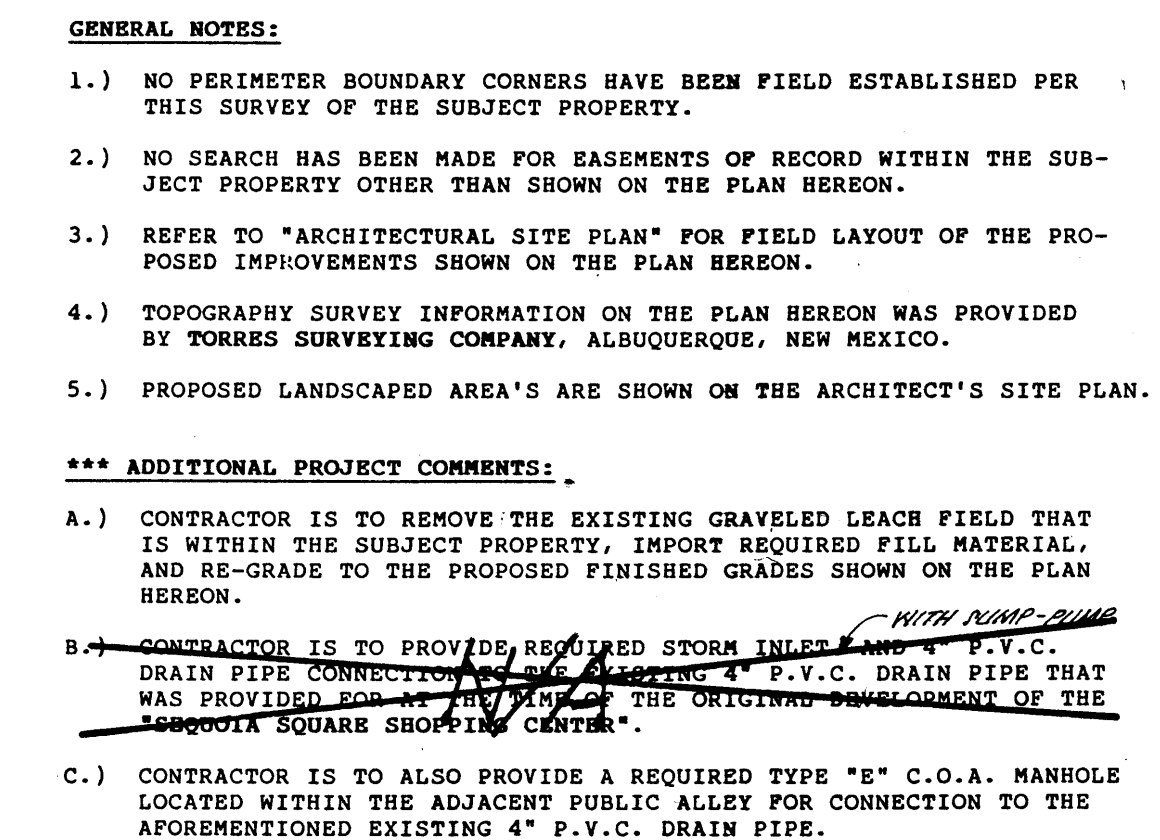 GENERAL NOTES:
1.) NO PERIMETER BOUNDARY CORNERS HAVE BEEN FIELD ESTABLISHED PER
THIS SURVEY OF THE SUBJECT PROPERTY.
2.) NO SEARCH HAS BEEN MADE FOR EASEMENTS OF RECORD WITHIN THE SUB-
JECT PROPERTY OTHER THAN SHOWN ON THE PLAN HEREON.
3.) REFER TO "ARCHITECTURAL SITE PLAN" FOR FIELD LAYOUT OF THE PRO-
POSED IMPROVEMENTS SHOWN ON THE PLAN HEREON.
4.) TOPOGRAPHY SURVEY INFORMATION ON THE PLAN HEREON WAS PROVIDED
BY TORRES SURVEYING COMPANY, ALBUQUERQUE, NEW MEXICO.
5.) PROPOSED LANDSCAPED AREA'S ARE SHOWN ON THE ARCHITECT'S SITE PLAN.
*** ADDITIONAL PROJECT COMMENTS:
A.) CONTRACTOR IS TO REMOVE THE EXISTING GRAVELED LEACH FIELD THAT
IS WITHIN THE SUBJECT PROPERTY, IMPORT REQUIRED FILL MATERIAL,
AND RE-GRADE TO THE PROPOSED FINISHED GRADES SHOWN ON THE PLAN
HEREON.
WITH SUMP-PUMP
B.) CONTRACTOR IS TO PROVIDE REQUIRED STORM INLET AND 4" P.V.C.
DRAIN PIPE CONNECTION TO THE EXISTING 4" P.V.C. DRAIN PIPE THAT
WAS PROVIDED FOR AT THE TIME OF THE ORIGINAL DEVELOPMENT OF THE
"SEQUOIA SQUARE SHOPPING CENTER".
N/A
C.) CONTRACTOR IS TO ALSO PROVIDE A REQUIRED TYPE "E" C.O.A. MANHOLE
LOCATED WITHIN THE ADJACENT PUBLIC ALLEY FOR CONNECTION TO THE
AFOREMENTIONED EXISTING 4" P.V.C. DRAIN PIPE.